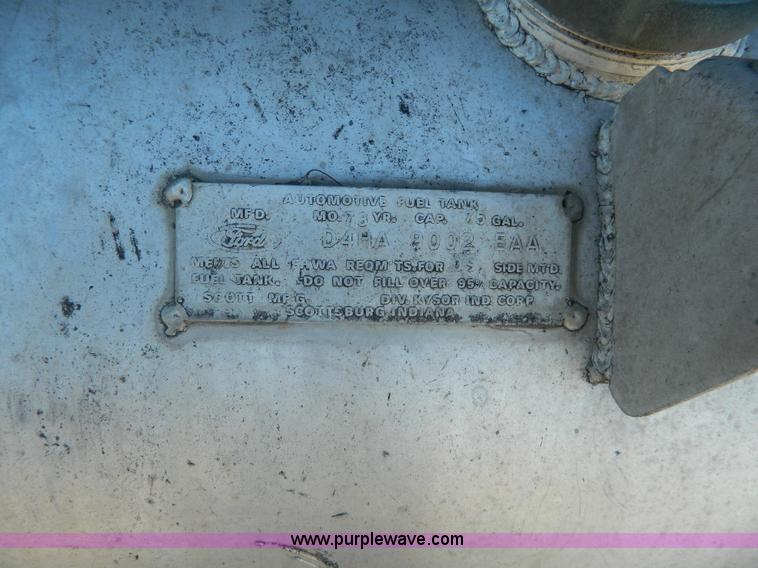 AUTOMOTIVE FUEL TANK
MFD. MO. 78 YR. CAP. 75 GAL.
Ford D4HA 9002 EAA
MEETS ALL FHWA REQM'TS. FOR SIDE MTD.
FUEL TANK. DO NOT FILL OVER 95% CAPACITY.
SCOTT MFG. DIV. KYSOR IND. CORP
SCOTTSBURG, INDIANA
www.purplewave.com